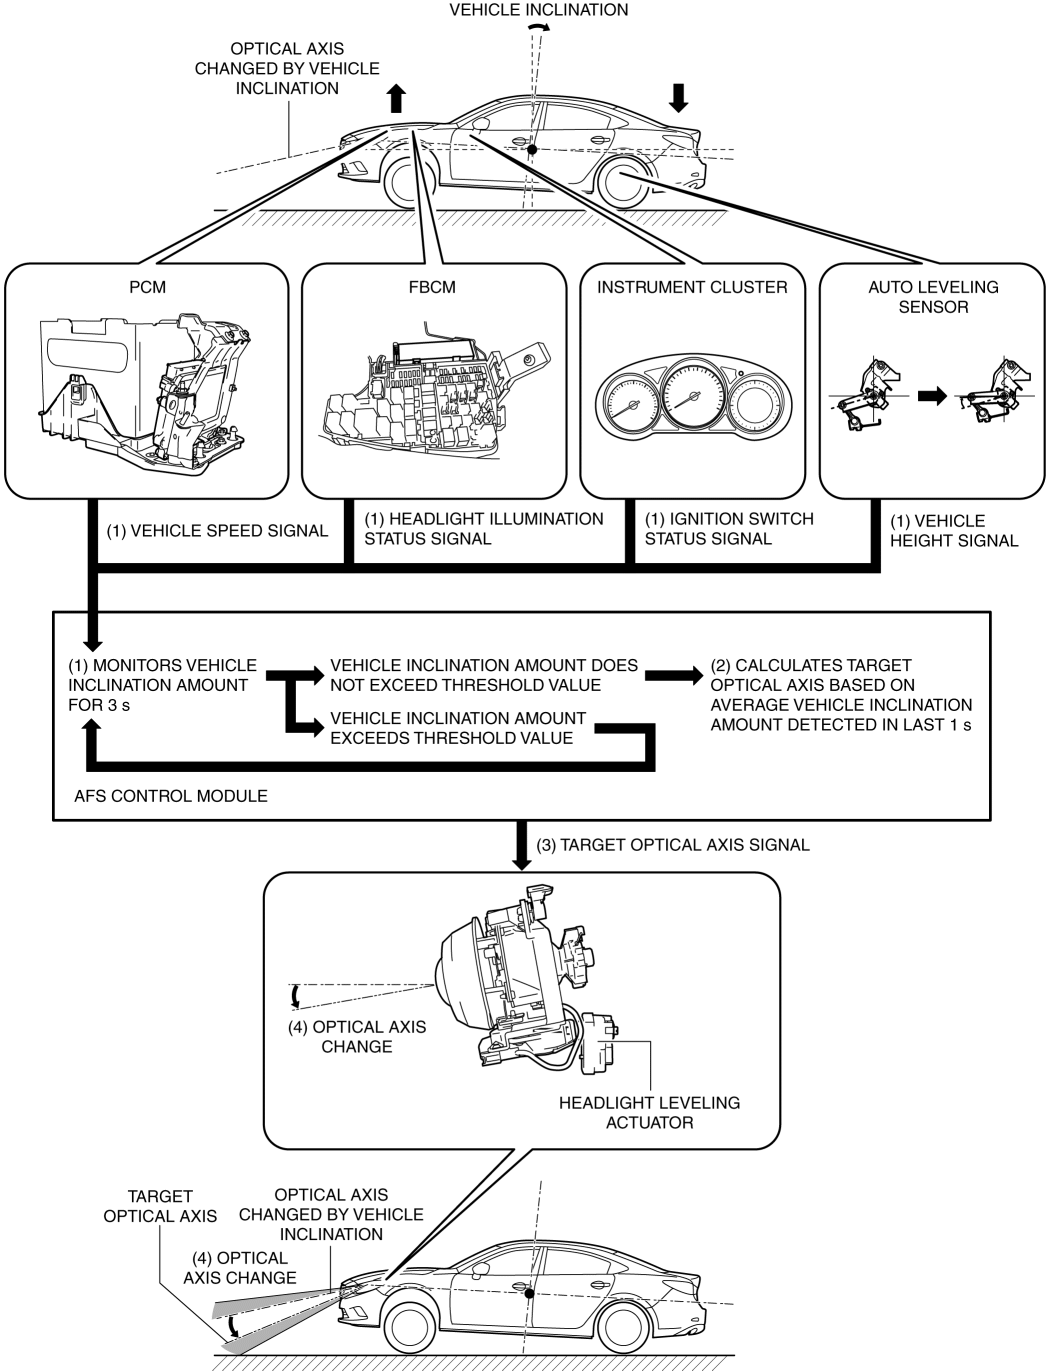 VEHICLE INCLINATION
OPTICAL AXIS
CHANGED BY VEHICLE
INCLINATION
PCM
FBCM
INSTRUMENT CLUSTER
AUTO LEVELING
SENSOR
(1) VEHICLE SPEED SIGNAL
(1) HEADLIGHT ILLUMINATION
STATUS SIGNAL
(1) IGNITION SWITCH
STATUS SIGNAL
(1) VEHICLE
HEIGHT SIGNAL
(1) MONITORS VEHICLE
INCLINATION AMOUNT
FOR 3 s
VEHICLE INCLINATION AMOUNT DOES
NOT EXCEED THRESHOLD VALUE
VEHICLE INCLINATION AMOUNT
EXCEEDS THRESHOLD VALUE
(2) CALCULATES TARGET
OPTICAL AXIS BASED ON
AVERAGE VEHICLE INCLINATION
AMOUNT DETECTED IN LAST 1 s
AFS CONTROL MODULE
(3) TARGET OPTICAL AXIS SIGNAL
(4) OPTICAL AXIS
CHANGE
HEADLIGHT LEVELING
ACTUATOR
TARGET
OPTICAL AXIS
OPTICAL AXIS
CHANGED BY VEHICLE
INCLINATION
(4) OPTICAL
AXIS CHANGE